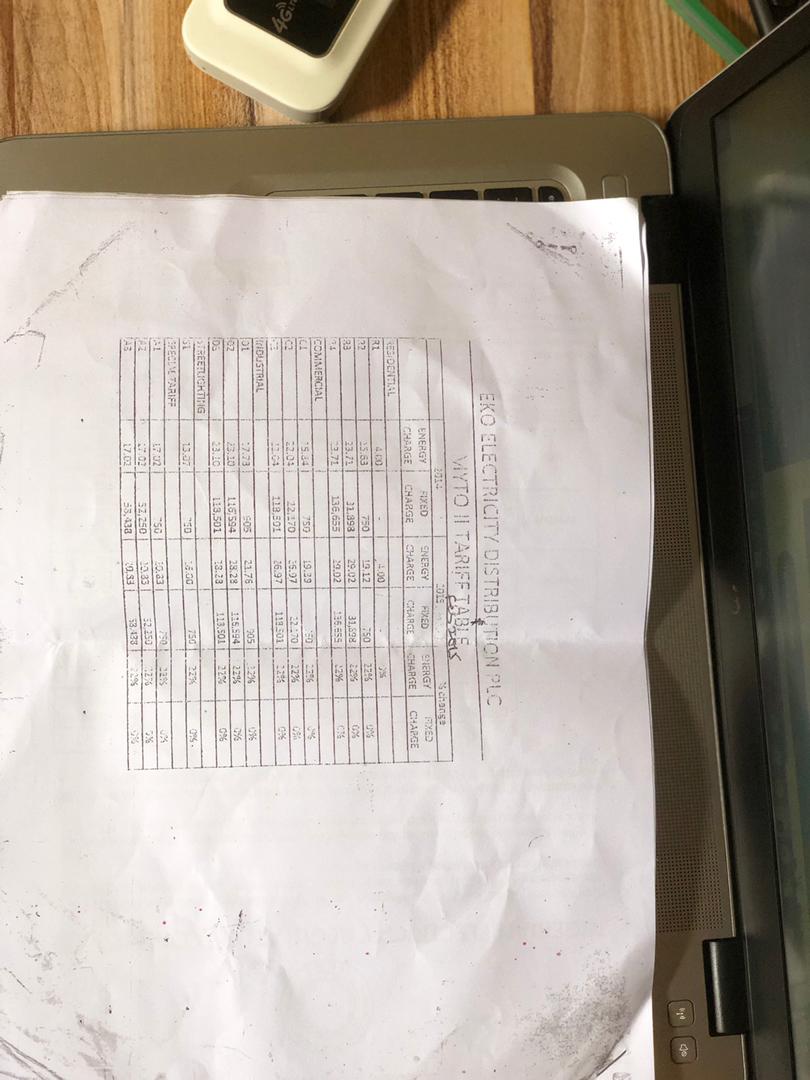 4G LTE
EKO ELECTRICITY DISTRIBUTION PLC
MYTO II TARIFF TABLE
2014 2015 % change
ENERGY FIXED ENERGY FIXED ENERGY FIXED
CHARGE CHARGE CHARGE CHARGE CHARGE CHARGE
RESIDENTIAL
R1 4.00 - 4.00 0%
R2 15.63 750 19.12 750 22% 0%
R3 23.71 31,898 29.02 31,898 22% 0%
R4 23.71 136,655 29.02 136,655 22% 0%
COMMERCIAL
C1 15.84 750 19.39 750 22% 0%
C2 22.04 22,170 26.97 22,170 22% 0%
C3 22.04 118,501 26.97 118,501 22% 0%
INDUSTRIAL
D1 17.78 905 21.76 905 22% 0%
D2 23.10 116,594 28.28 116,594 22% 0%
D3 23.10 118,501 28.28 118,501 22% 0%
STREETLIGHTING
S1 750 16.00 750 22% 0%
SPECIAL TARIFF
A1 17.02 750 20.83 750 22% 0%
A2 17.02 52,250 20.83 52,250 22% 0%
A3 17.02 53,438 20.83 53,438 22% 0%